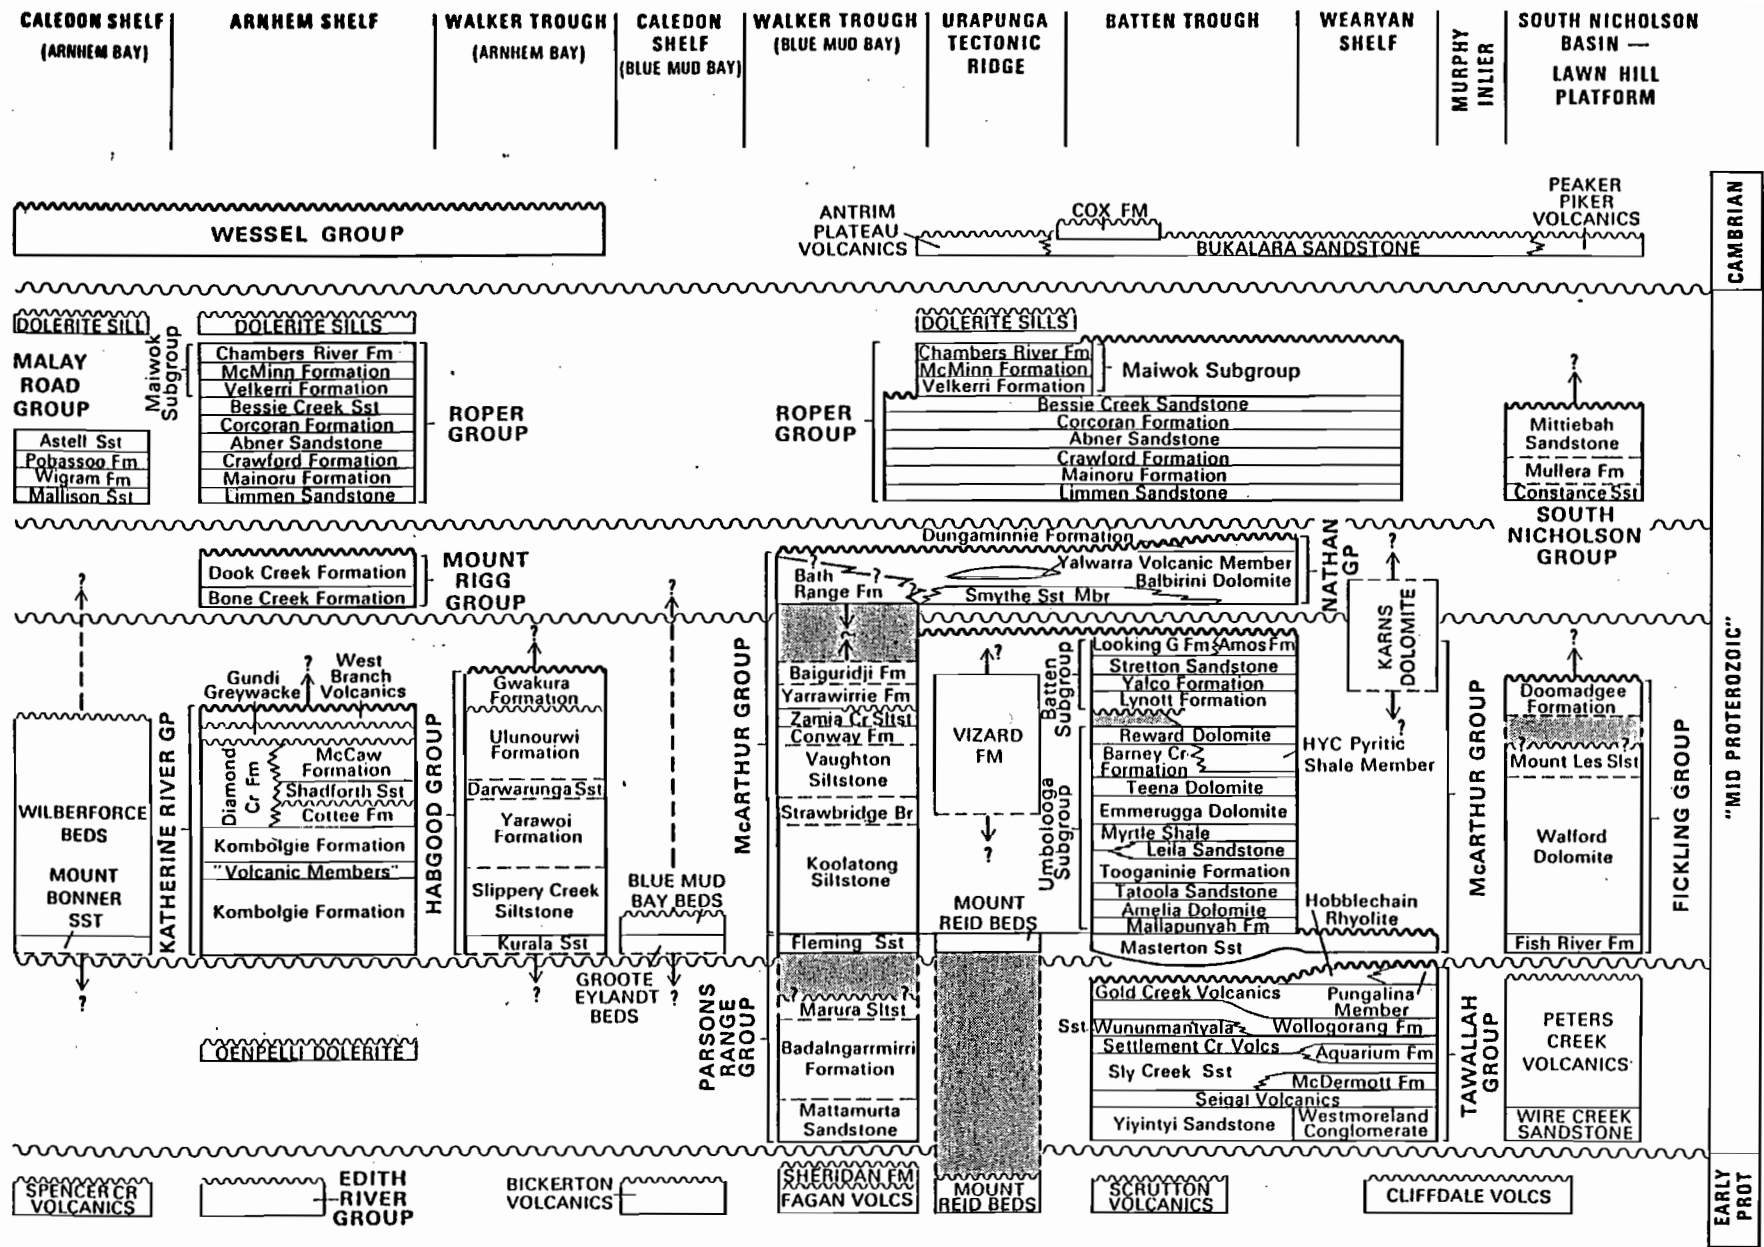 CALEDON SHELF
(ARNHEM BAY)
ARNHEM SHELF
WALKER TROUGH
(ARNHEM BAY)
CALEDON
SHELF
(BLUE MUD BAY)
WALKER TROUGH
(BLUE MUD BAY)
URAPUNGA
TECTONIC
RIDGE
BATTEN TROUGH
WEARYAN
SHELF
MURPHY
INLIER
SOUTH NICHOLSON
BASIN —
LAWN HILL
PLATFORM
WESSEL GROUP
ANTRIM
PLATEAU
VOLCANICS
COX FM
BUKALARA SANDSTONE
PEAKER
PIKER
VOLCANICS
CAMBRIAN
DOLERITE SILL
MALAY
ROAD
GROUP
Astell Sst
Pobassoo Fm
Wigram Fm
Mallison Sst
Maiwok
Subgroup
DOLERITE SILLS
Chambers River Fm
McMinn Formation
Velkerri Formation
Bessie Creek Sst
Corcoran Formation
Abner Sandstone
Crawford Formation
Mainoru Formation
Limmen Sandstone
ROPER
GROUP
ROPER
GROUP
DOLERITE SILLS
Chambers River Fm
McMinn Formation
Velkerri Formation
Maiwok Subgroup
Bessie Creek Sandstone
Corcoran Formation
Abner Sandstone
Crawford Formation
Mainoru Formation
Limmen Sandstone
?
Mittiebah
Sandstone
Mullera Fm
Constance Sst
SOUTH
NICHOLSON
GROUP
"MID PROTEROZOIC"
?
Dook Creek Formation
Bone Creek Formation
MOUNT
RIGG
GROUP
?
Dungaminnie Formation
? ? ?
Bath
Range Fm
Yalwarra Volcanic Member
Balbirini Dolomite
Smythe Sst Mbr
NATHAN
GP
?
KARNS
DOLOMITE
?
WILBERFORCE
BEDS
MOUNT
BONNER
SST
?
KATHERINE RIVER GP
Gundi
Greywacke
?
West
Branch
Volcanics
Diamond
Cr Fm
McCaw
Formation
Shadforth Sst
Cottee Fm
Kombolgie Formation
"Volcanic Members"
Kombolgie Formation
HABGOOD GROUP
?
Gwakura
Formation
Ulunourwi
Formation
Darwarunga Sst
Yarawoi
Formation
Slippery Creek
Siltstone
Kurala Sst
?
BLUE MUD
BAY BEDS
GROOTE
EYLANDT
BEDS
?
McARTHUR GROUP
?
Baiguridji Fm
Yarrawirrie Fm
Zamia Cr Sltst
Conway Fm
Vaughton
Siltstone
Strawbridge Br
Koolatong
Siltstone
Fleming Sst
?
VIZARD
FM
?
MOUNT
REID BEDS
Batten
Subgroup
Umbolooga
Subgroup
Looking G Fm
Amos Fm
Stretton Sandstone
Yalco Formation
Lynott Formation
Reward Dolomite
Barney Cr
Formation
HYC Pyritic
Shale Member
Teena Dolomite
Emmerugga Dolomite
Myrtle Shale
Leila Sandstone
Tooganinie Formation
Tatoola Sandstone
Amelia Dolomite
Mallapunyah Fm
Masterton Sst
Hobblechain
Rhyolite
McARTHUR GROUP
?
Doomadgee
Formation
? ?
Mount Les Slst
Walford
Dolomite
Fish River Fm
FICKLING GROUP
OENPELLI DOLERITE
PARSONS
RANGE
GROUP
? ?
Marura Sltst
Badalngarrmirri
Formation
Mattamurta
Sandstone
Gold Creek Volcanics
Pungalina
Member
Sst
Wununmantyala
Wollogorang Fm
Settlement Cr Volcs
Aquarium Fm
Sly Creek Sst
McDermott Fm
Seigal Volcanics
Yiyintyi Sandstone
Westmoreland
Conglomerate
TAWALLAH
GROUP
PETERS
CREEK
VOLCANICS
WIRE CREEK
SANDSTONE
SPENCER CR
VOLCANICS
EDITH
RIVER
GROUP
BICKERTON
VOLCANICS
SHERIDAN FM
FAGAN VOLCS
MOUNT
REID BEDS
SCRUTTON
VOLCANICS
CLIFFDALE VOLCS
EARLY
PROT